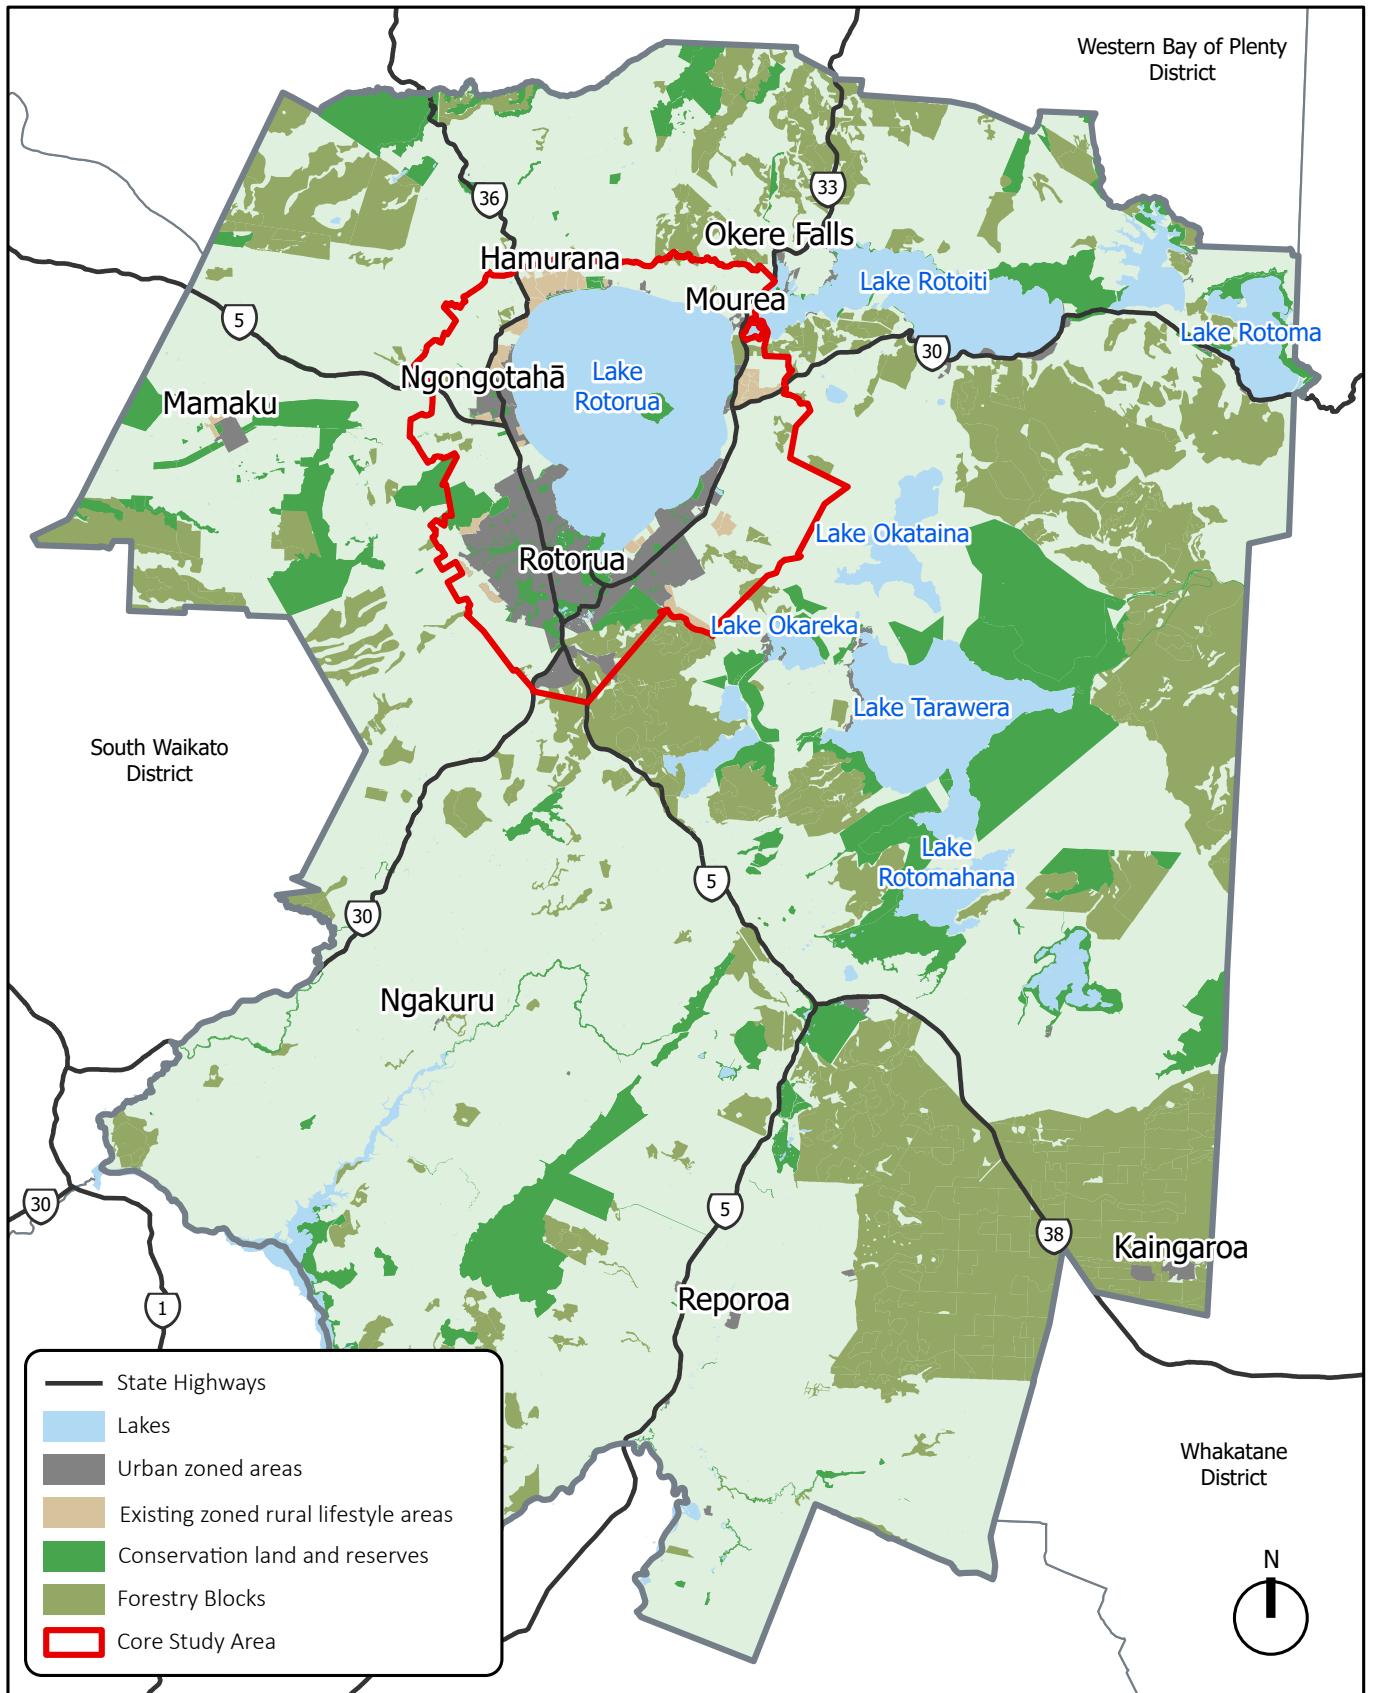 Western Bay of Plenty
District
36
33
Okere Falls
Hamurana
Lake Rotoiti
Mourea
5
Lake Rotoma
30
Ngongotahā
Lake
Rotorua
Mamaku
Lake Okataina
Rotorua
Lake Okareka
Lake Tarawera
South Waikato
District
Lake
Rotomahana
5
30
Ngakuru
5
30
38
Kaingaroa
Reporoa
1
State Highways
Lakes
Urban zoned areas
Existing zoned rural lifestyle areas
Conservation land and reserves
Forestry Blocks
Core Study Area
Whakatane
District
N